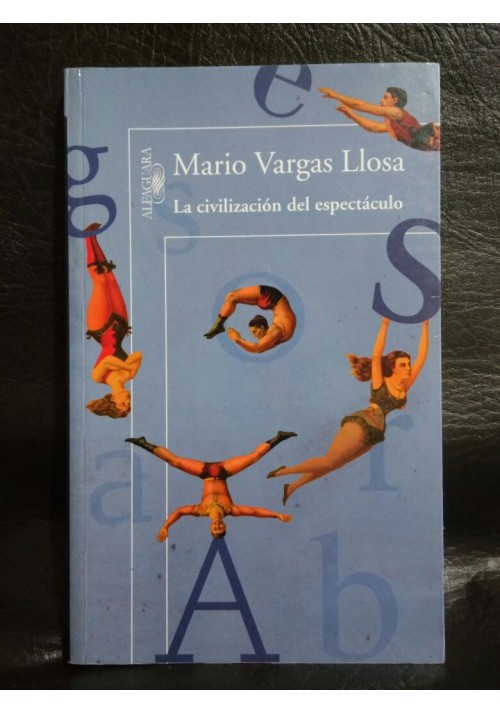 e
g
ALFAGUARA
Mario Vargas Llosa
La civilización del espectáculo
s
S
o
a
r
A
b